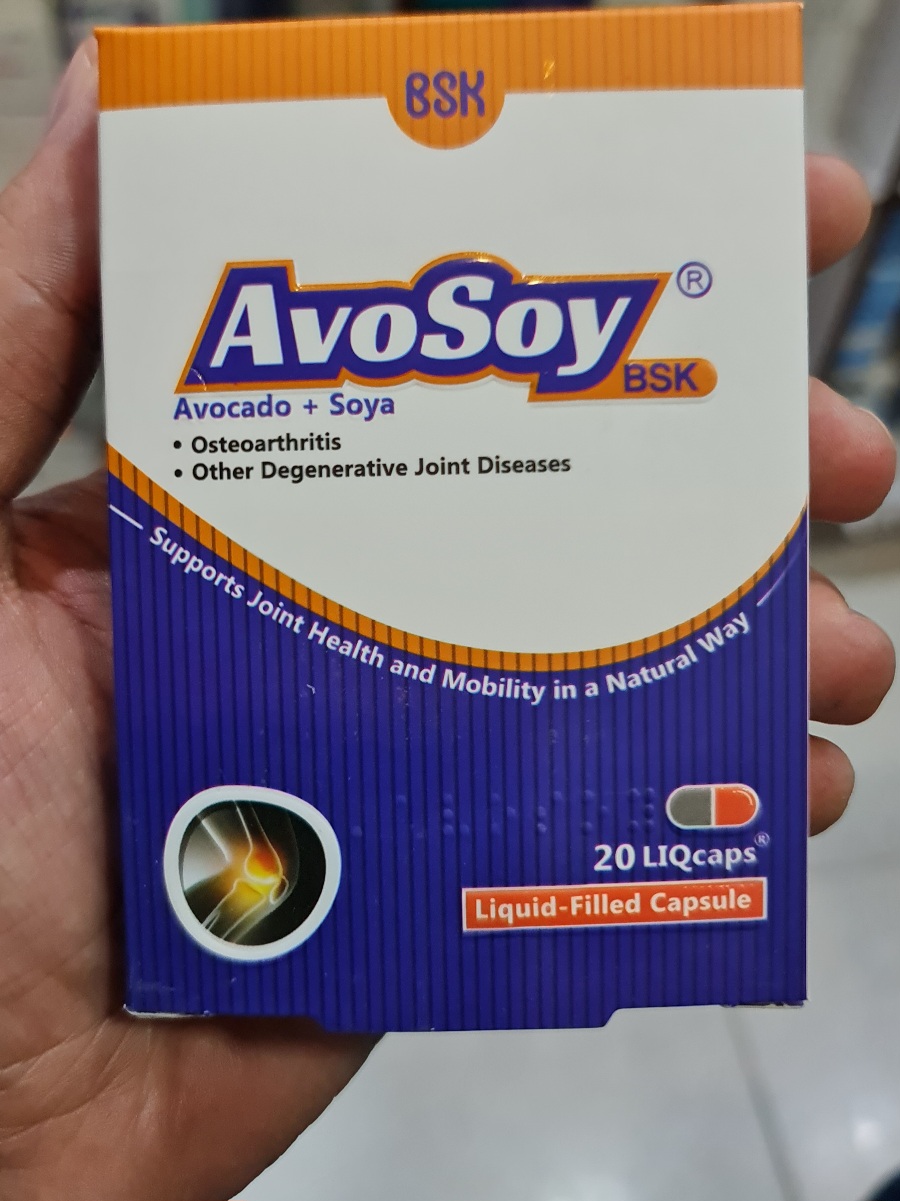 BSK
AvoSoy ®
BSK
Avocado + Soya
• Osteoarthritis
• Other Degenerative Joint Diseases
Supports Joint Health and Mobility in a Natural Way
20 LIQcaps®
Liquid-Filled Capsule